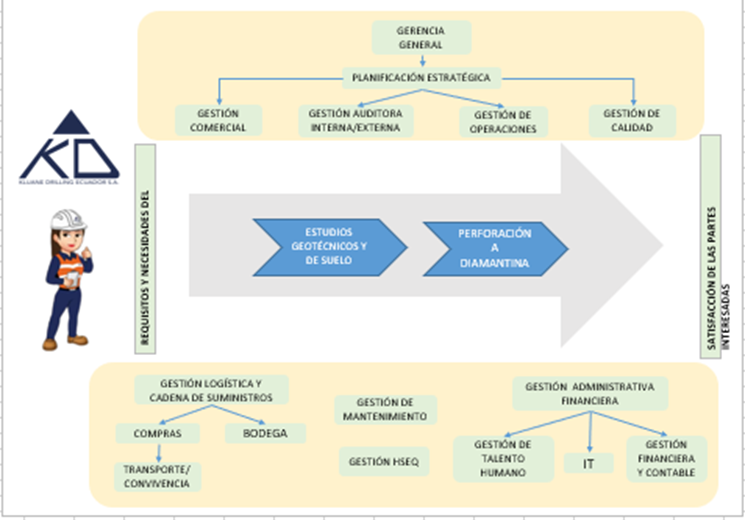 GERENCIA
GENERAL
PLANIFICACIÓN ESTRATÉGICA
GESTIÓN
COMERCIAL
GESTIÓN AUDITORA
INTERNA/EXTERNA
GESTIÓN DE
OPERACIONES
GESTIÓN DE
CALIDAD
KD
KLUANE DRILLING ECUADOR S.A.
REQUISITOS Y NECESIDADES DEL
ESTUDIOS
GEOTÉCNICOS Y
DE SUELO
PERFORACIÓN
A
DIAMANTINA
SATISFACCIÓN DE LAS PARTES
INTERESADAS
GESTIÓN LOGÍSTICA Y
CADENA DE SUMINISTROS
COMPRAS
BODEGA
TRANSPORTE/
CONVIVENCIA
GESTIÓN DE
MANTENIMIENTO
GESTIÓN HSEQ
GESTIÓN ADMINISTRATIVA
FINANCIERA
GESTIÓN DE
TALENTO
HUMANO
IT
GESTIÓN
FINANCIERA
Y CONTABLE